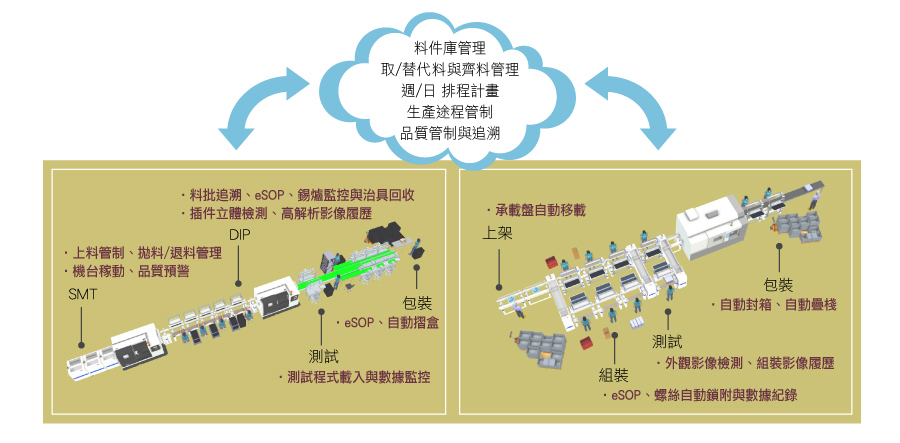 料件庫管理
取/替代料與齊料管理
週/日 排程計畫
生產途程管制
品質管制與追溯
・料批追溯、eSOP、錫爐監控與治具回收
・插件立體檢測、高解析影像履歷
DIP
・上料管制、拋料/退料管理
・機台稼動、品質預警
SMT
包裝
・eSOP、自動摺盒
測試
・測試程式載入與數據監控
・承載盤自動移載
上架
包裝
・自動封箱、自動疊棧
測試
・外觀影像檢測、組裝影像履歷
組裝
・eSOP、螺絲自動鎖附與數據紀錄